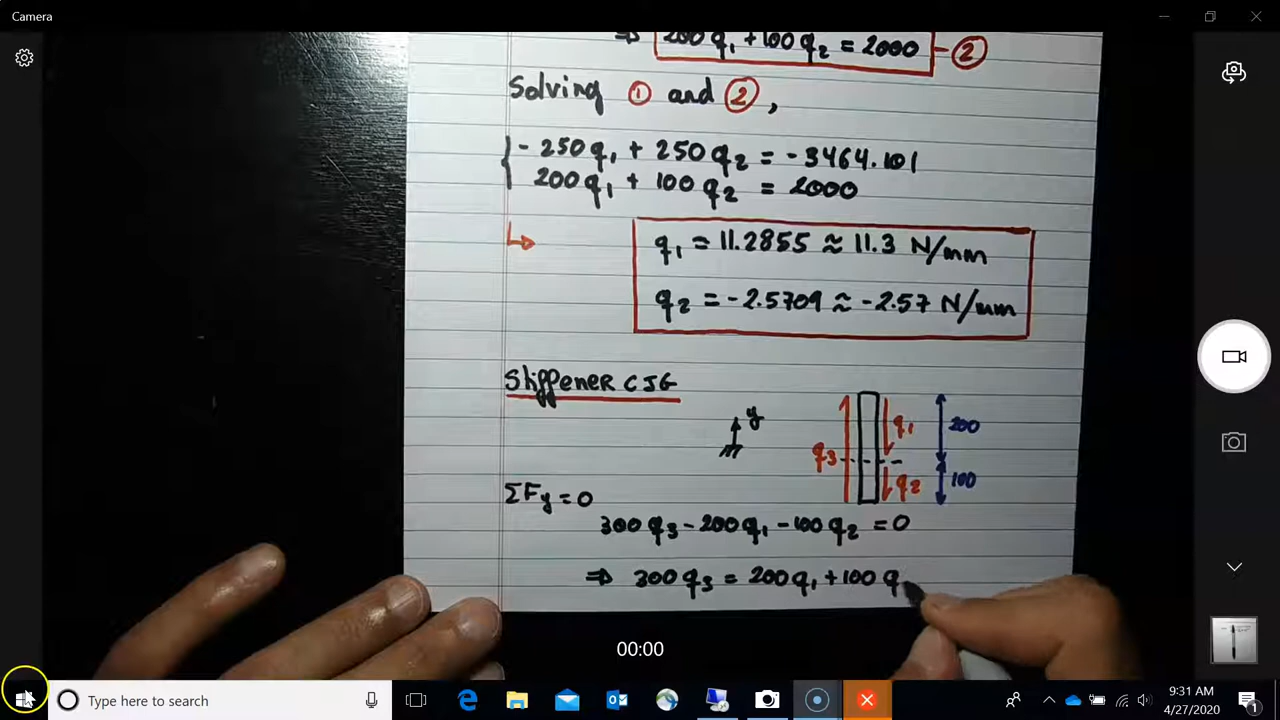 Camera
⇒ 200 q₁ + 100 q₂ = 2000 - ②
Solving ① and ② ,
- 250 q₁ + 250 q₂ = - 3464.101
200 q₁ + 100 q₂ = 2000
↳
q₁ = 11.2855 ≈ 11.3 N/mm
q₂ = - 2.5709 ≈ - 2.57 N/mm
Stiffener CJG
y
q₁
200
q₃
q₂
100
ΣFy = 0
300 q₃ - 200 q₁ - 100 q₂ = 0
⇒ 300 q₃ = 200 q₁ + 100 q
00:00
Type here to search
9:31 AM
4/27/2020
1